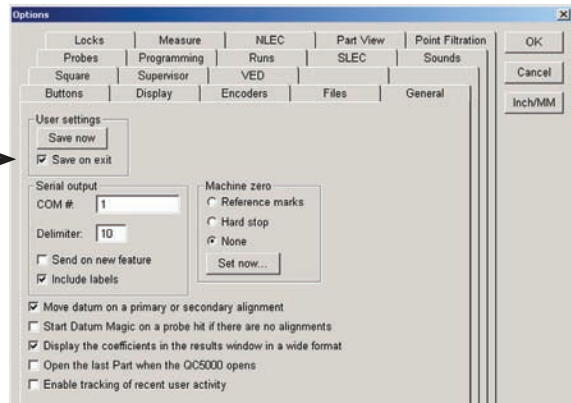 Options
Locks Measure NLEC Part View Point Filtration
Probes Programming Runs SLEC Sounds
Square Supervisor VED
Buttons Display Encoders Files General
OK
Cancel
Inch/MM
User settings
Save now
Save on exit
Serial output
COM #: 1
Delimiter: 10
Send on new feature
Include labels
Machine zero
Reference marks
Hard stop
None
Set now...
Move datum on a primary or secondary alignment
Start Datum Magic on a probe hit if there are no alignments
Display the coefficients in the results window in a wide format
Open the last Part when the QC5000 opens
Enable tracking of recent user activity